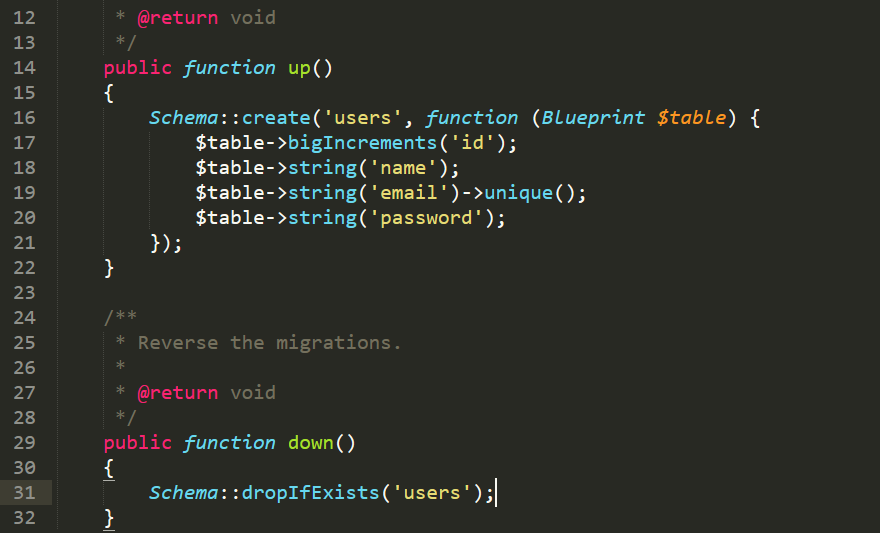 12 * @return void
13 */
14 public function up()
15 {
16 Schema::create('users', function (Blueprint $table) {
17 $table->bigIncrements('id');
18 $table->string('name');
19 $table->string('email')->unique();
20 $table->string('password');
21 });
22 }
23
24 /**
25 * Reverse the migrations.
26 *
27 * @return void
28 */
29 public function down()
30 {
31 Schema::dropIfExists('users');
32 }